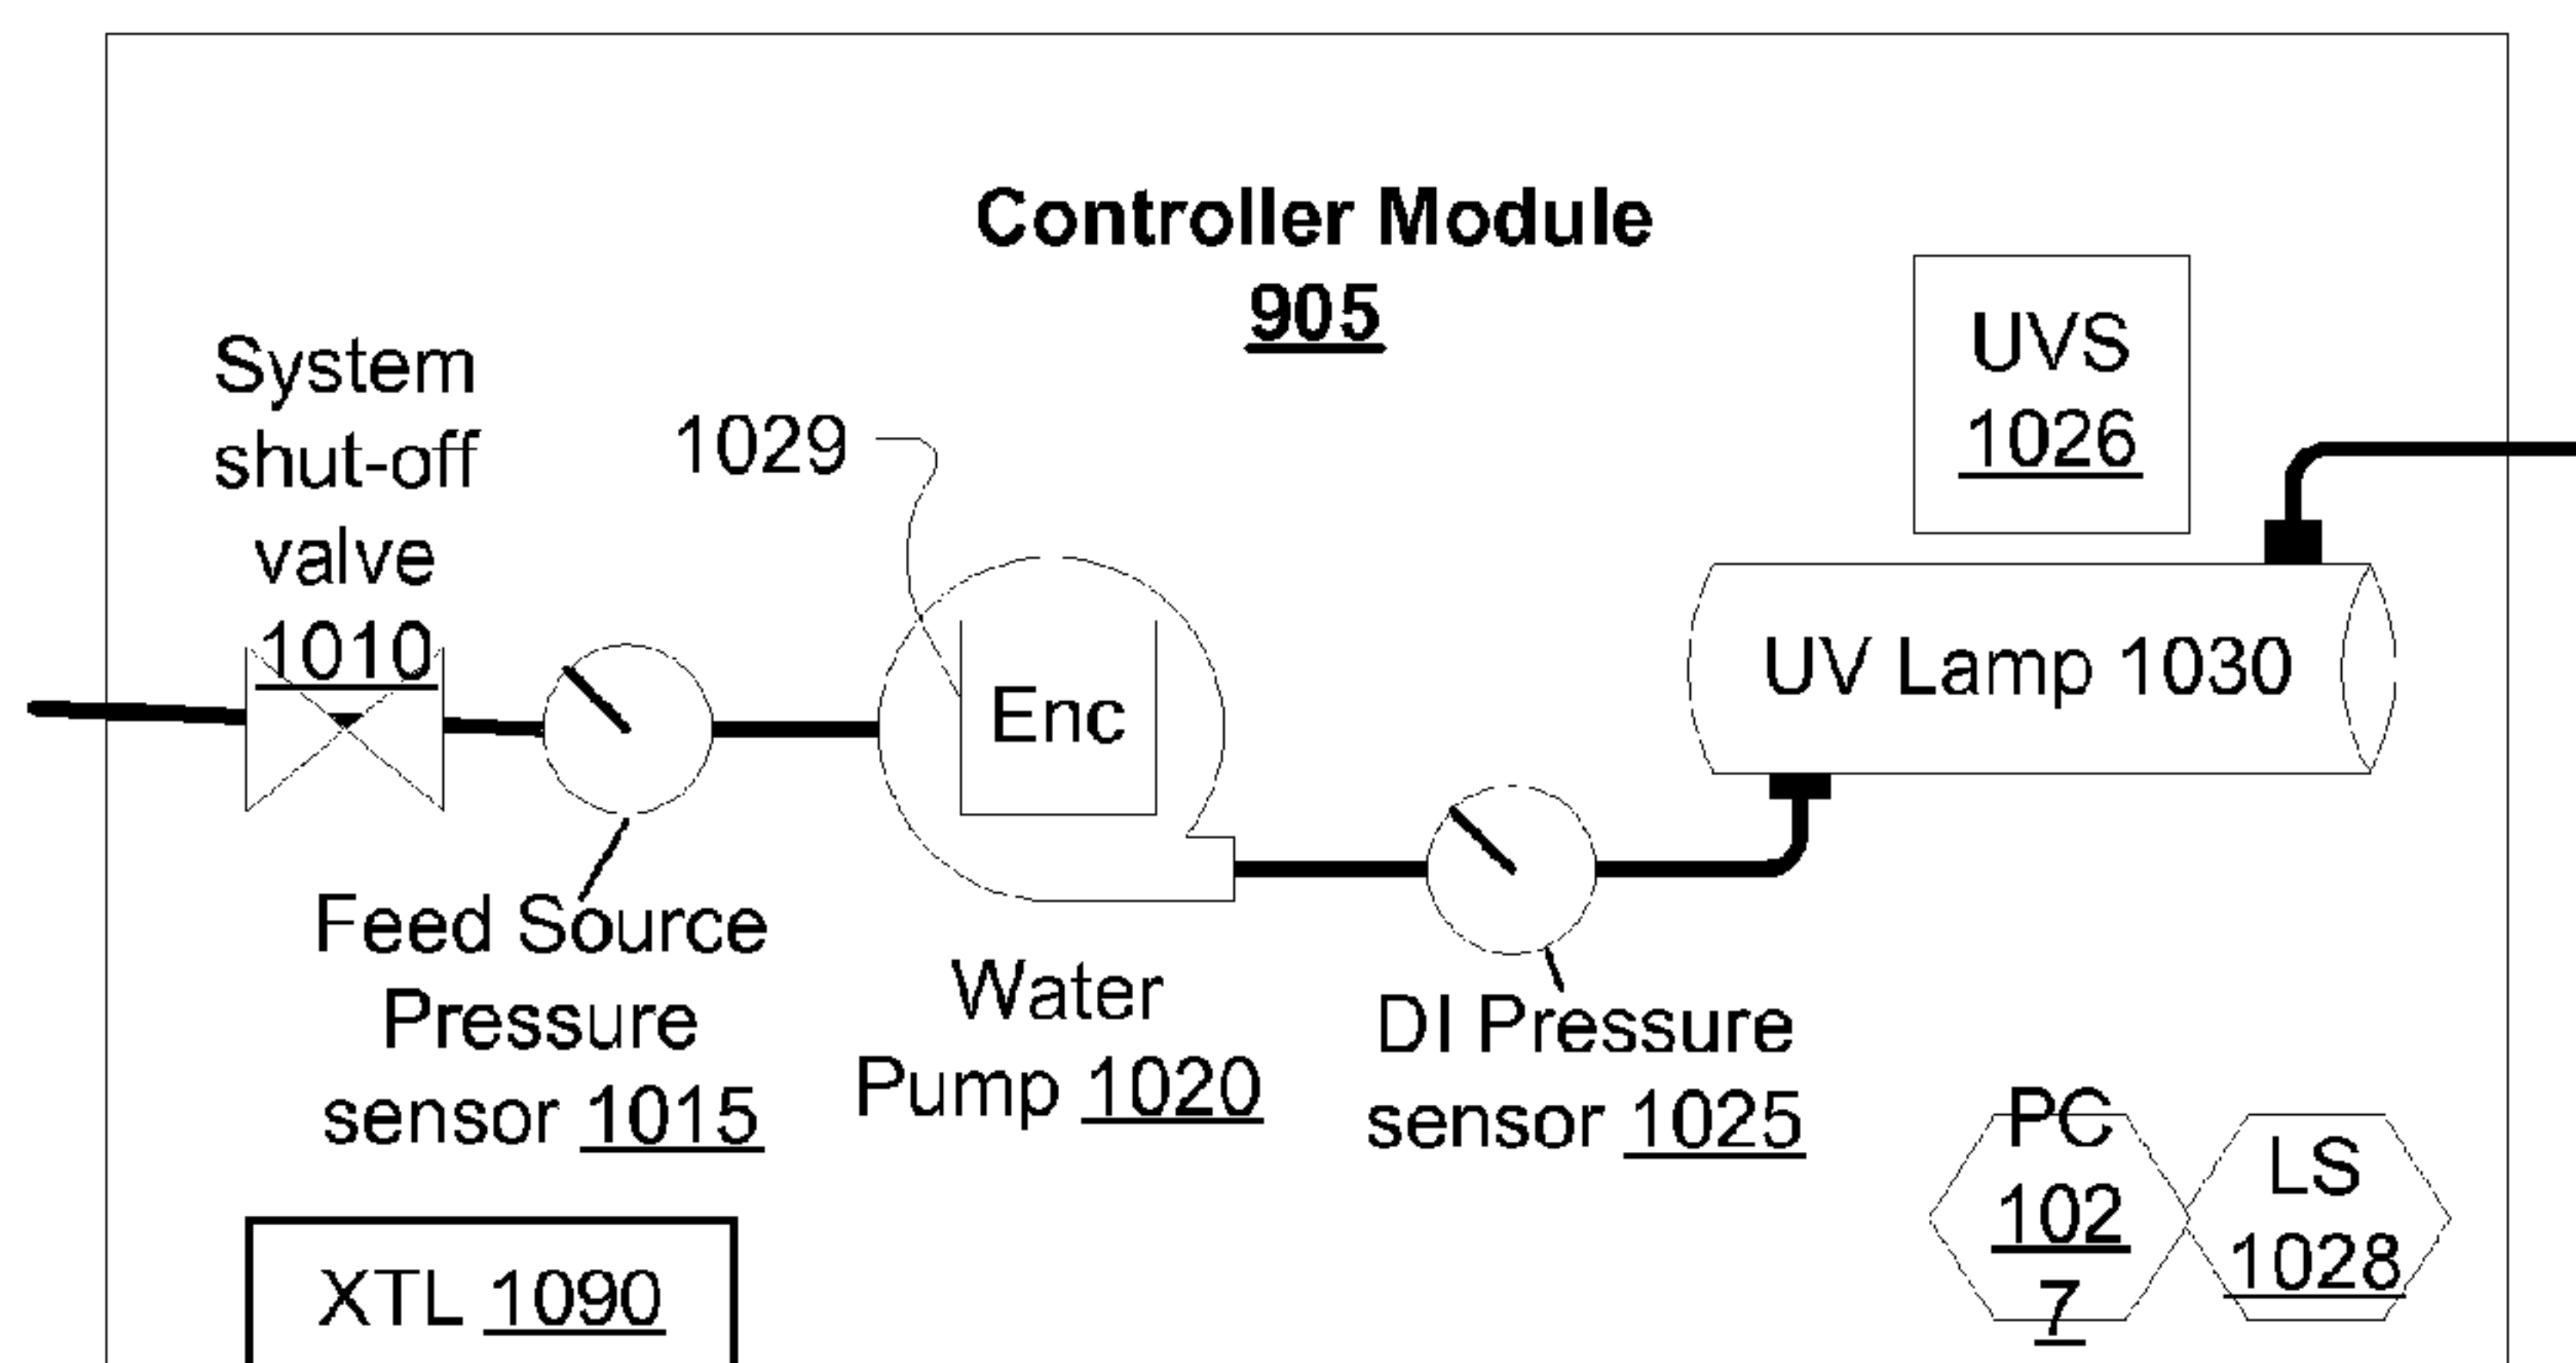 Controller Module
905
System
shut-off
valve
1010
1029
UVS
1026
Enc
UV Lamp 1030
Feed Source
Pressure
sensor 1015
Water
Pump 1020
DI Pressure
sensor 1025
PC
102
7
LS
1028
XTL 1090